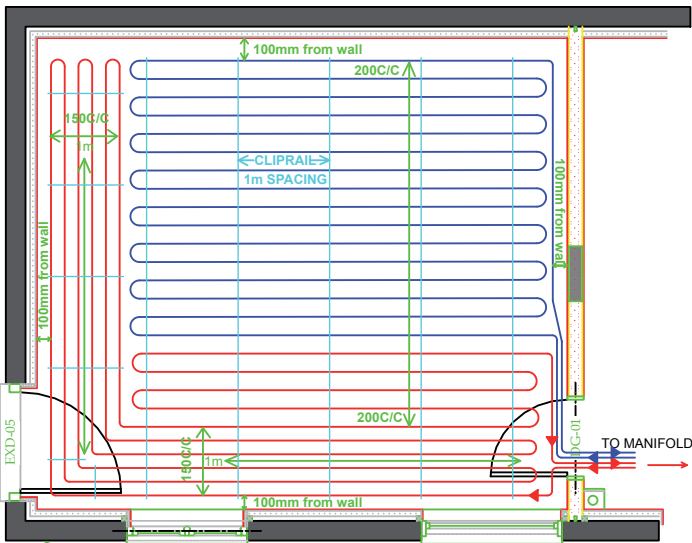 100mm from wall
200C/C
150C/C
1m
CLIPRAIL
1m SPACING
100mm from wall
100mm from wall
EXD-05
200C/C
150C/C
1m
DG-01
TO MANIFOLD
100mm from wall